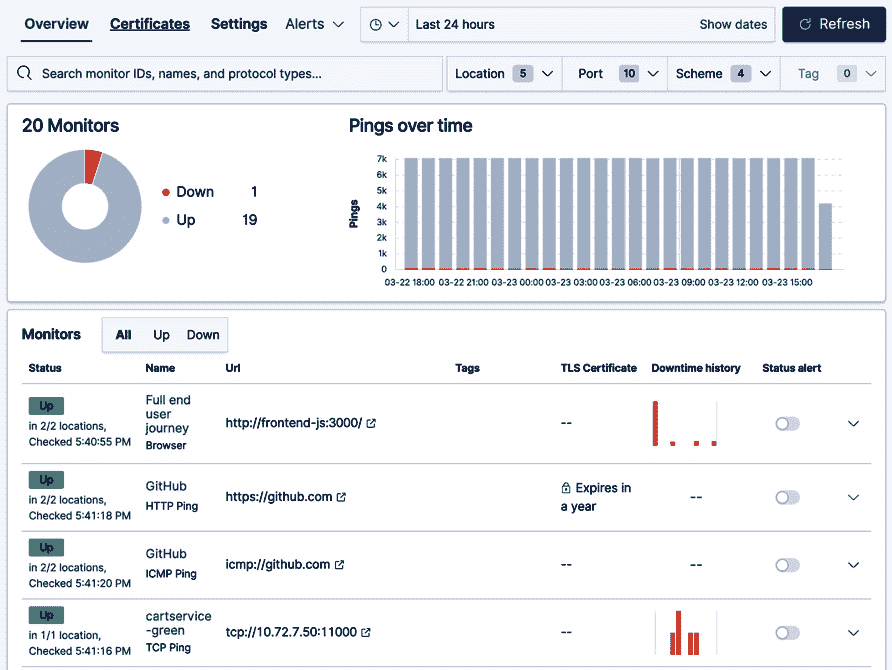 Overview Certificates Settings Alerts Last 24 hours Show dates Refresh
Search monitor IDs, names, and protocol types... Location 5 Port 10 Scheme 4 Tag 0
20 Monitors
Down 1
Up 19
Pings over time
Pings
7k
6k
5k
4k
3k
2k
1k
0
03-22 18:00 03-22 21:00 03-23 00:00 03-23 03:00 03-23 06:00 03-23 09:00 03-23 12:00 03-23 15:00
Monitors All Up Down
Status Name Url Tags TLS Certificate Downtime history Status alert
Up
in 2/2 locations,
Checked 5:40:55 PM
Full end
user
journey
Browser
http://frontend-js:3000/
--
Up
in 2/2 locations,
Checked 5:41:18 PM
GitHub
HTTP Ping
https://github.com
Expires in
a year
--
Up
in 2/2 locations,
Checked 5:41:20 PM
GitHub
ICMP Ping
icmp://github.com
--
--
Up
in 1/1 location,
Checked 5:41:16 PM
cartservice
-green
TCP Ping
tcp://10.72.7.50:11000
--